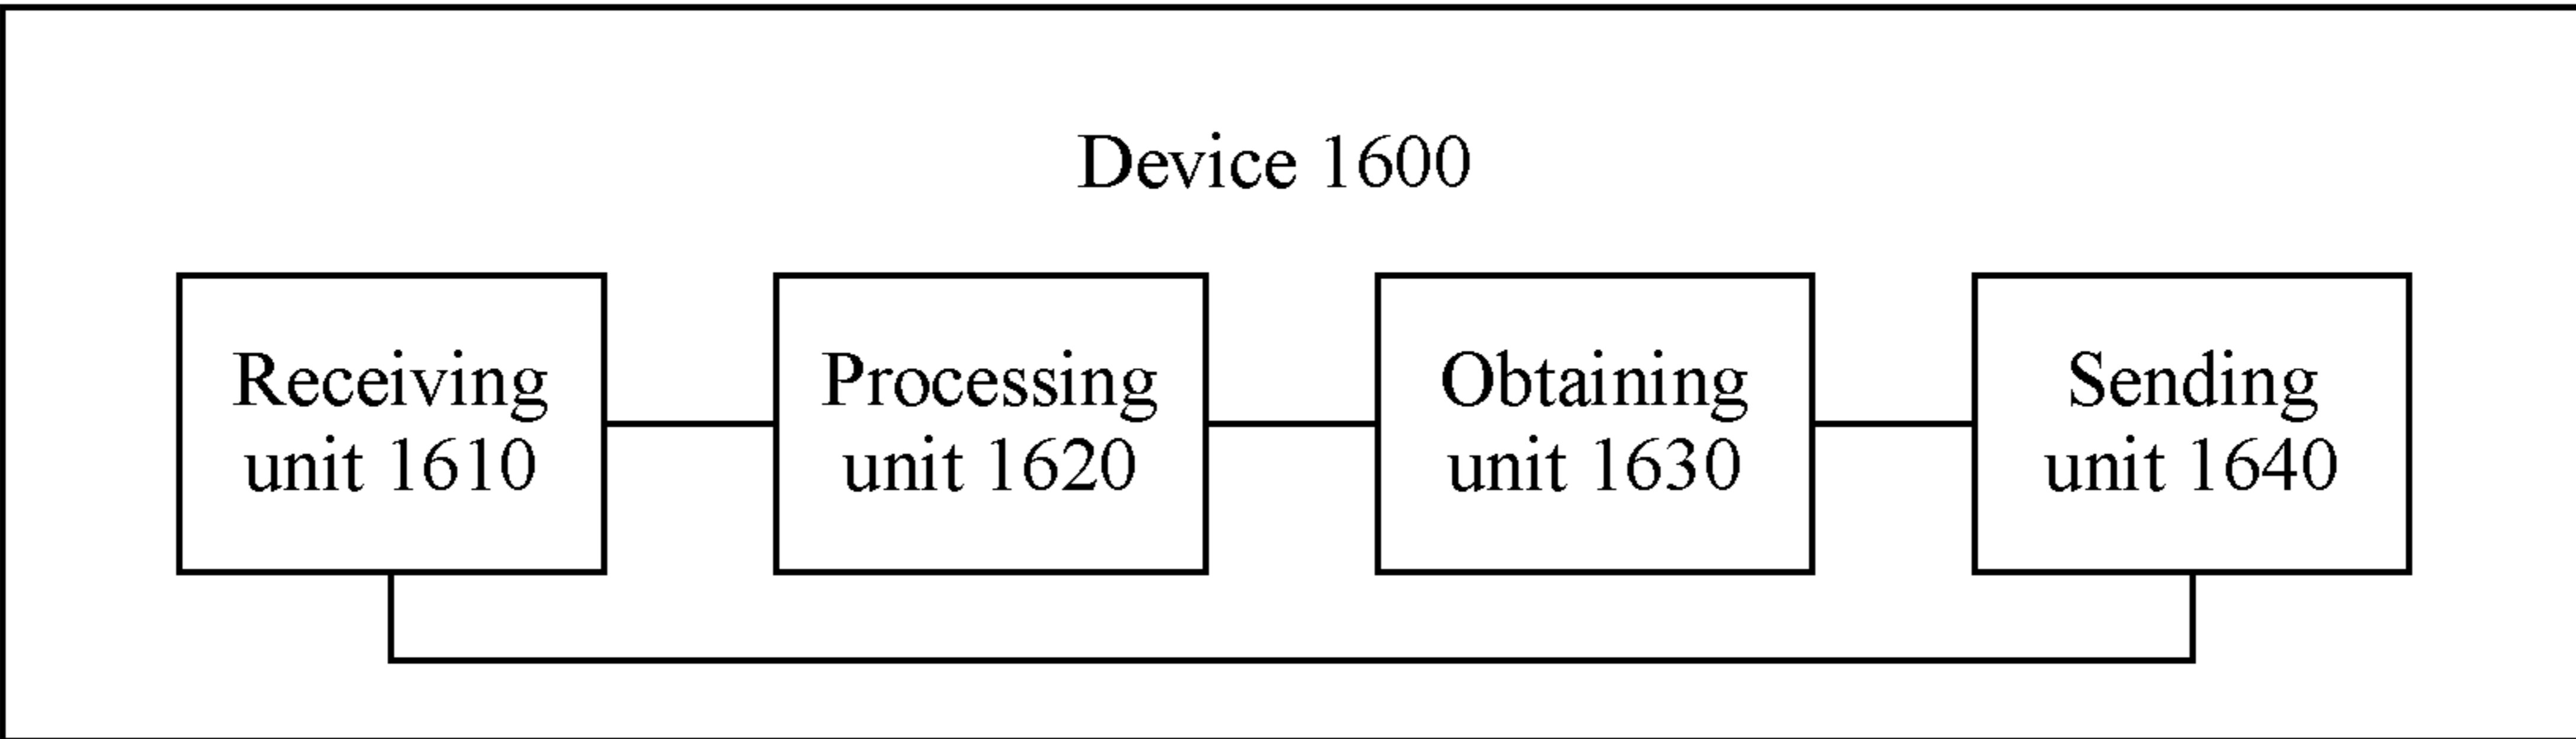 Device 1600
Receiving
unit 1610
Processing
unit 1620
Obtaining
unit 1630
Sending
unit 1640